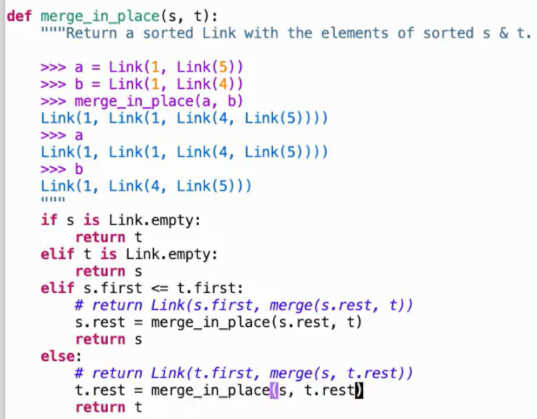 def merge_in_place(s, t):
    """Return a sorted Link with the elements of sorted s & t.

    >>> a = Link(1, Link(5))
    >>> b = Link(1, Link(4))
    >>> merge_in_place(a, b)
    Link(1, Link(1, Link(4, Link(5))))
    >>> a
    Link(1, Link(1, Link(4, Link(5))))
    >>> b
    Link(1, Link(4, Link(5)))
    """
    if s is Link.empty:
        return t
    elif t is Link.empty:
        return s
    elif s.first <= t.first:
        # return Link(s.first, merge(s.rest, t))
        s.rest = merge_in_place(s.rest, t)
        return s
    else:
        # return Link(t.first, merge(s, t.rest))
        t.rest = merge_in_place(s, t.rest)
        return t